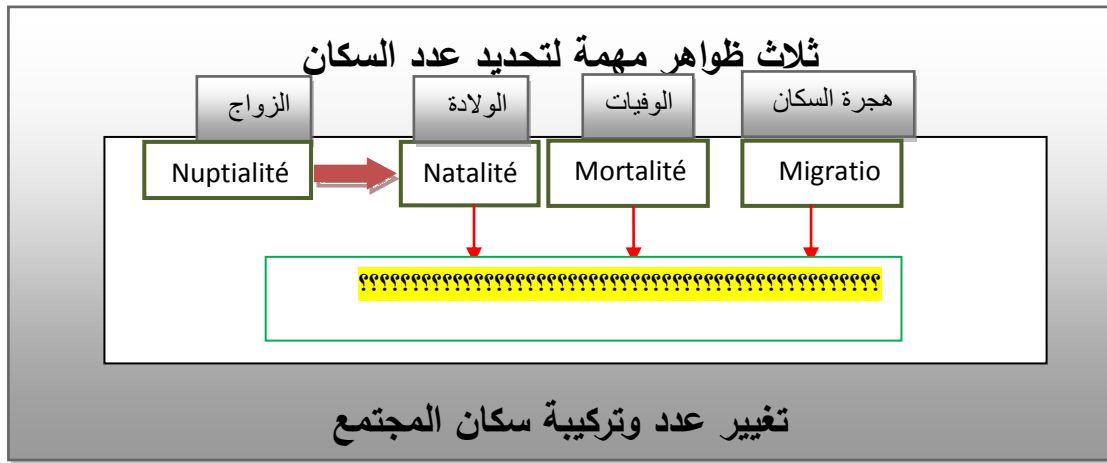 ثلاث ظواهر مهمة لتحديد عدد السكان
الزواج
الولادة
الوفيات
هجرة السكان
Nuptialité
Natalité
Mortalité
Migratio
؟؟؟؟؟؟؟؟؟؟؟؟؟؟؟؟؟؟؟؟؟؟؟؟؟؟؟؟؟؟؟؟؟؟؟؟؟؟؟؟؟؟؟؟؟؟؟؟؟؟
تغيير عدد وتركيبة سكان المجتمع